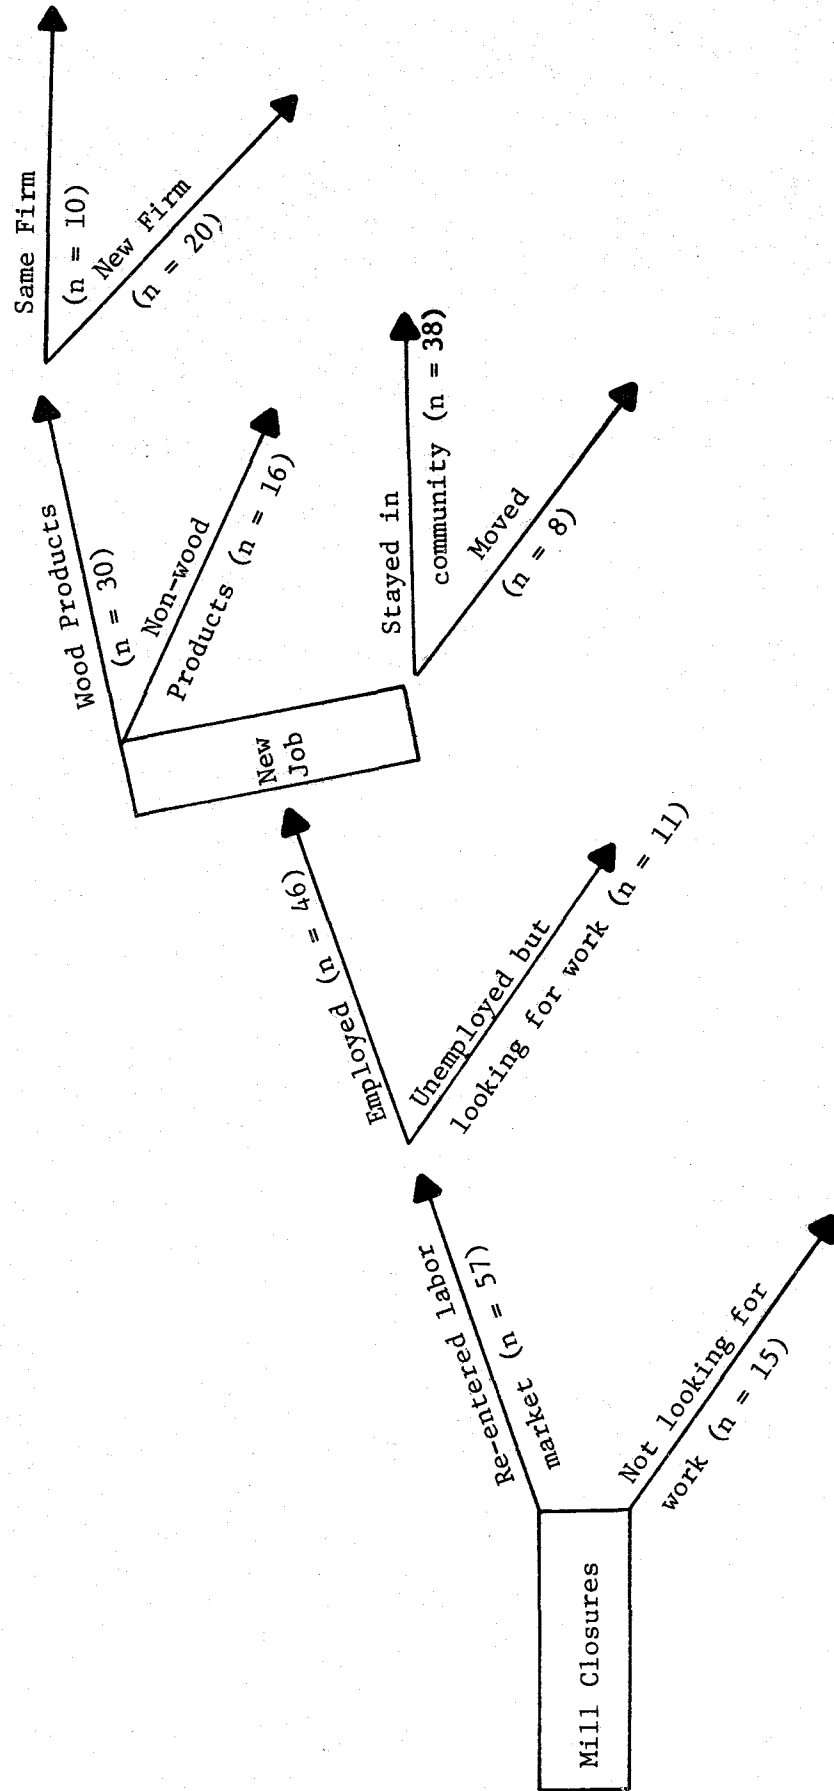 Mill Closures
Re-entered labor
market (n = 57)
Not looking for
work (n = 15)
Employed (n = 46)
Unemployed but
looking for work (n = 11)
New
Job
Wood Products
(n = 30)
Non-wood
Products (n = 16)
Stayed in
community (n = 38)
Moved
(n = 8)
Same Firm
(n = 10)
New Firm
(n = 20)